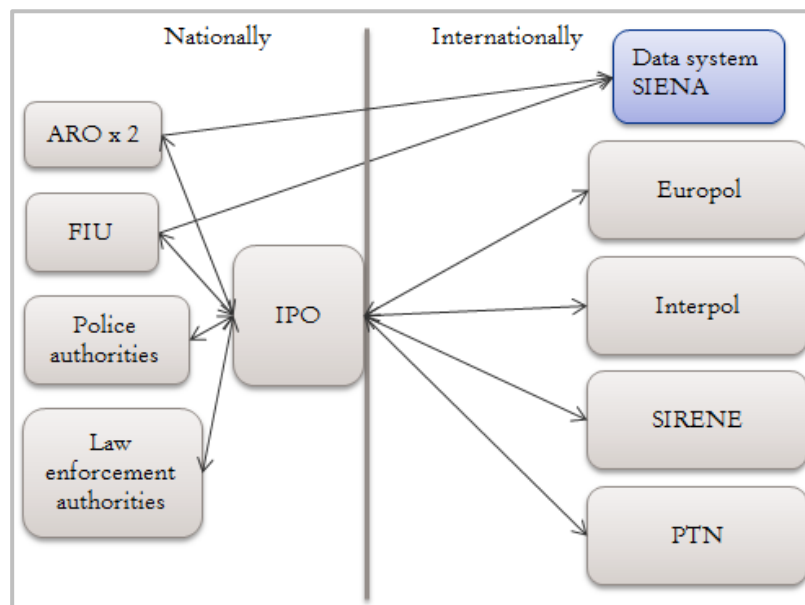 Nationally
Internationally
Data system
SIENA
ARO x 2
FIU
Police
authorities
Law
enforcement
authorities
IPO
Europol
Interpol
SIRENE
PTN